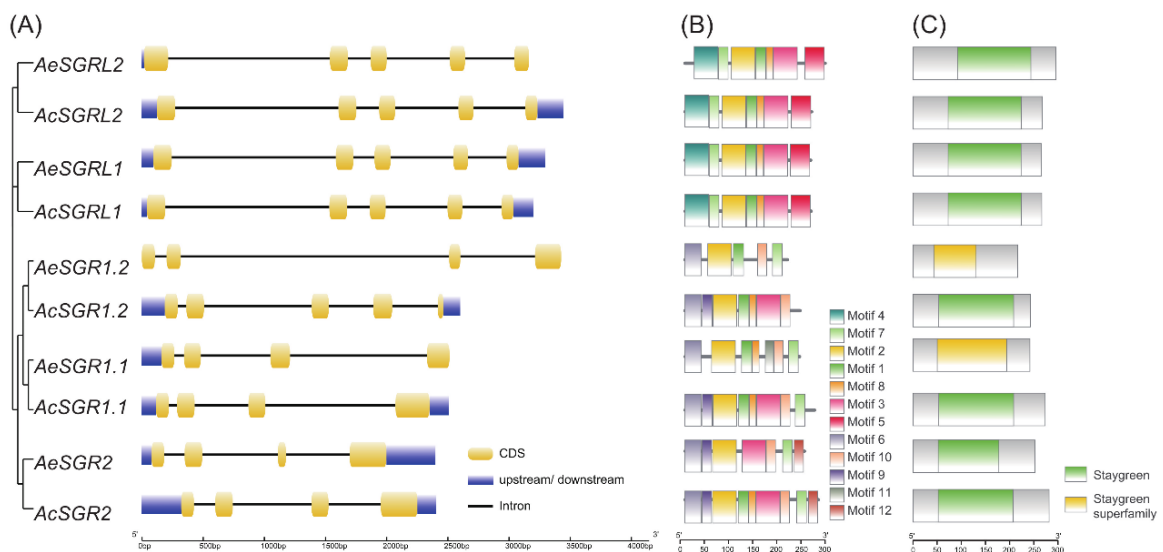 (A) (B) (C)
AeSGRL2
AcSGRL2
AeSGRL1
AcSGRL1
AeSGR1.2
AcSGR1.2
AeSGR1.1
AcSGR1.1
AeSGR2
AcSGR2
CDS
upstream/ downstream
Intron
5' 3'
0bp 500bp 1000bp 1500bp 2000bp 2500bp 3000bp 3500bp 4000bp
Motif 4
Motif 7
Motif 2
Motif 1
Motif 8
Motif 3
Motif 5
Motif 6
Motif 10
Motif 9
Motif 11
Motif 12
5' 3'
0 50 100 150 200 250 300
Staygreen
Staygreen
superfamily
5' 3'
0 50 100 150 200 250 300